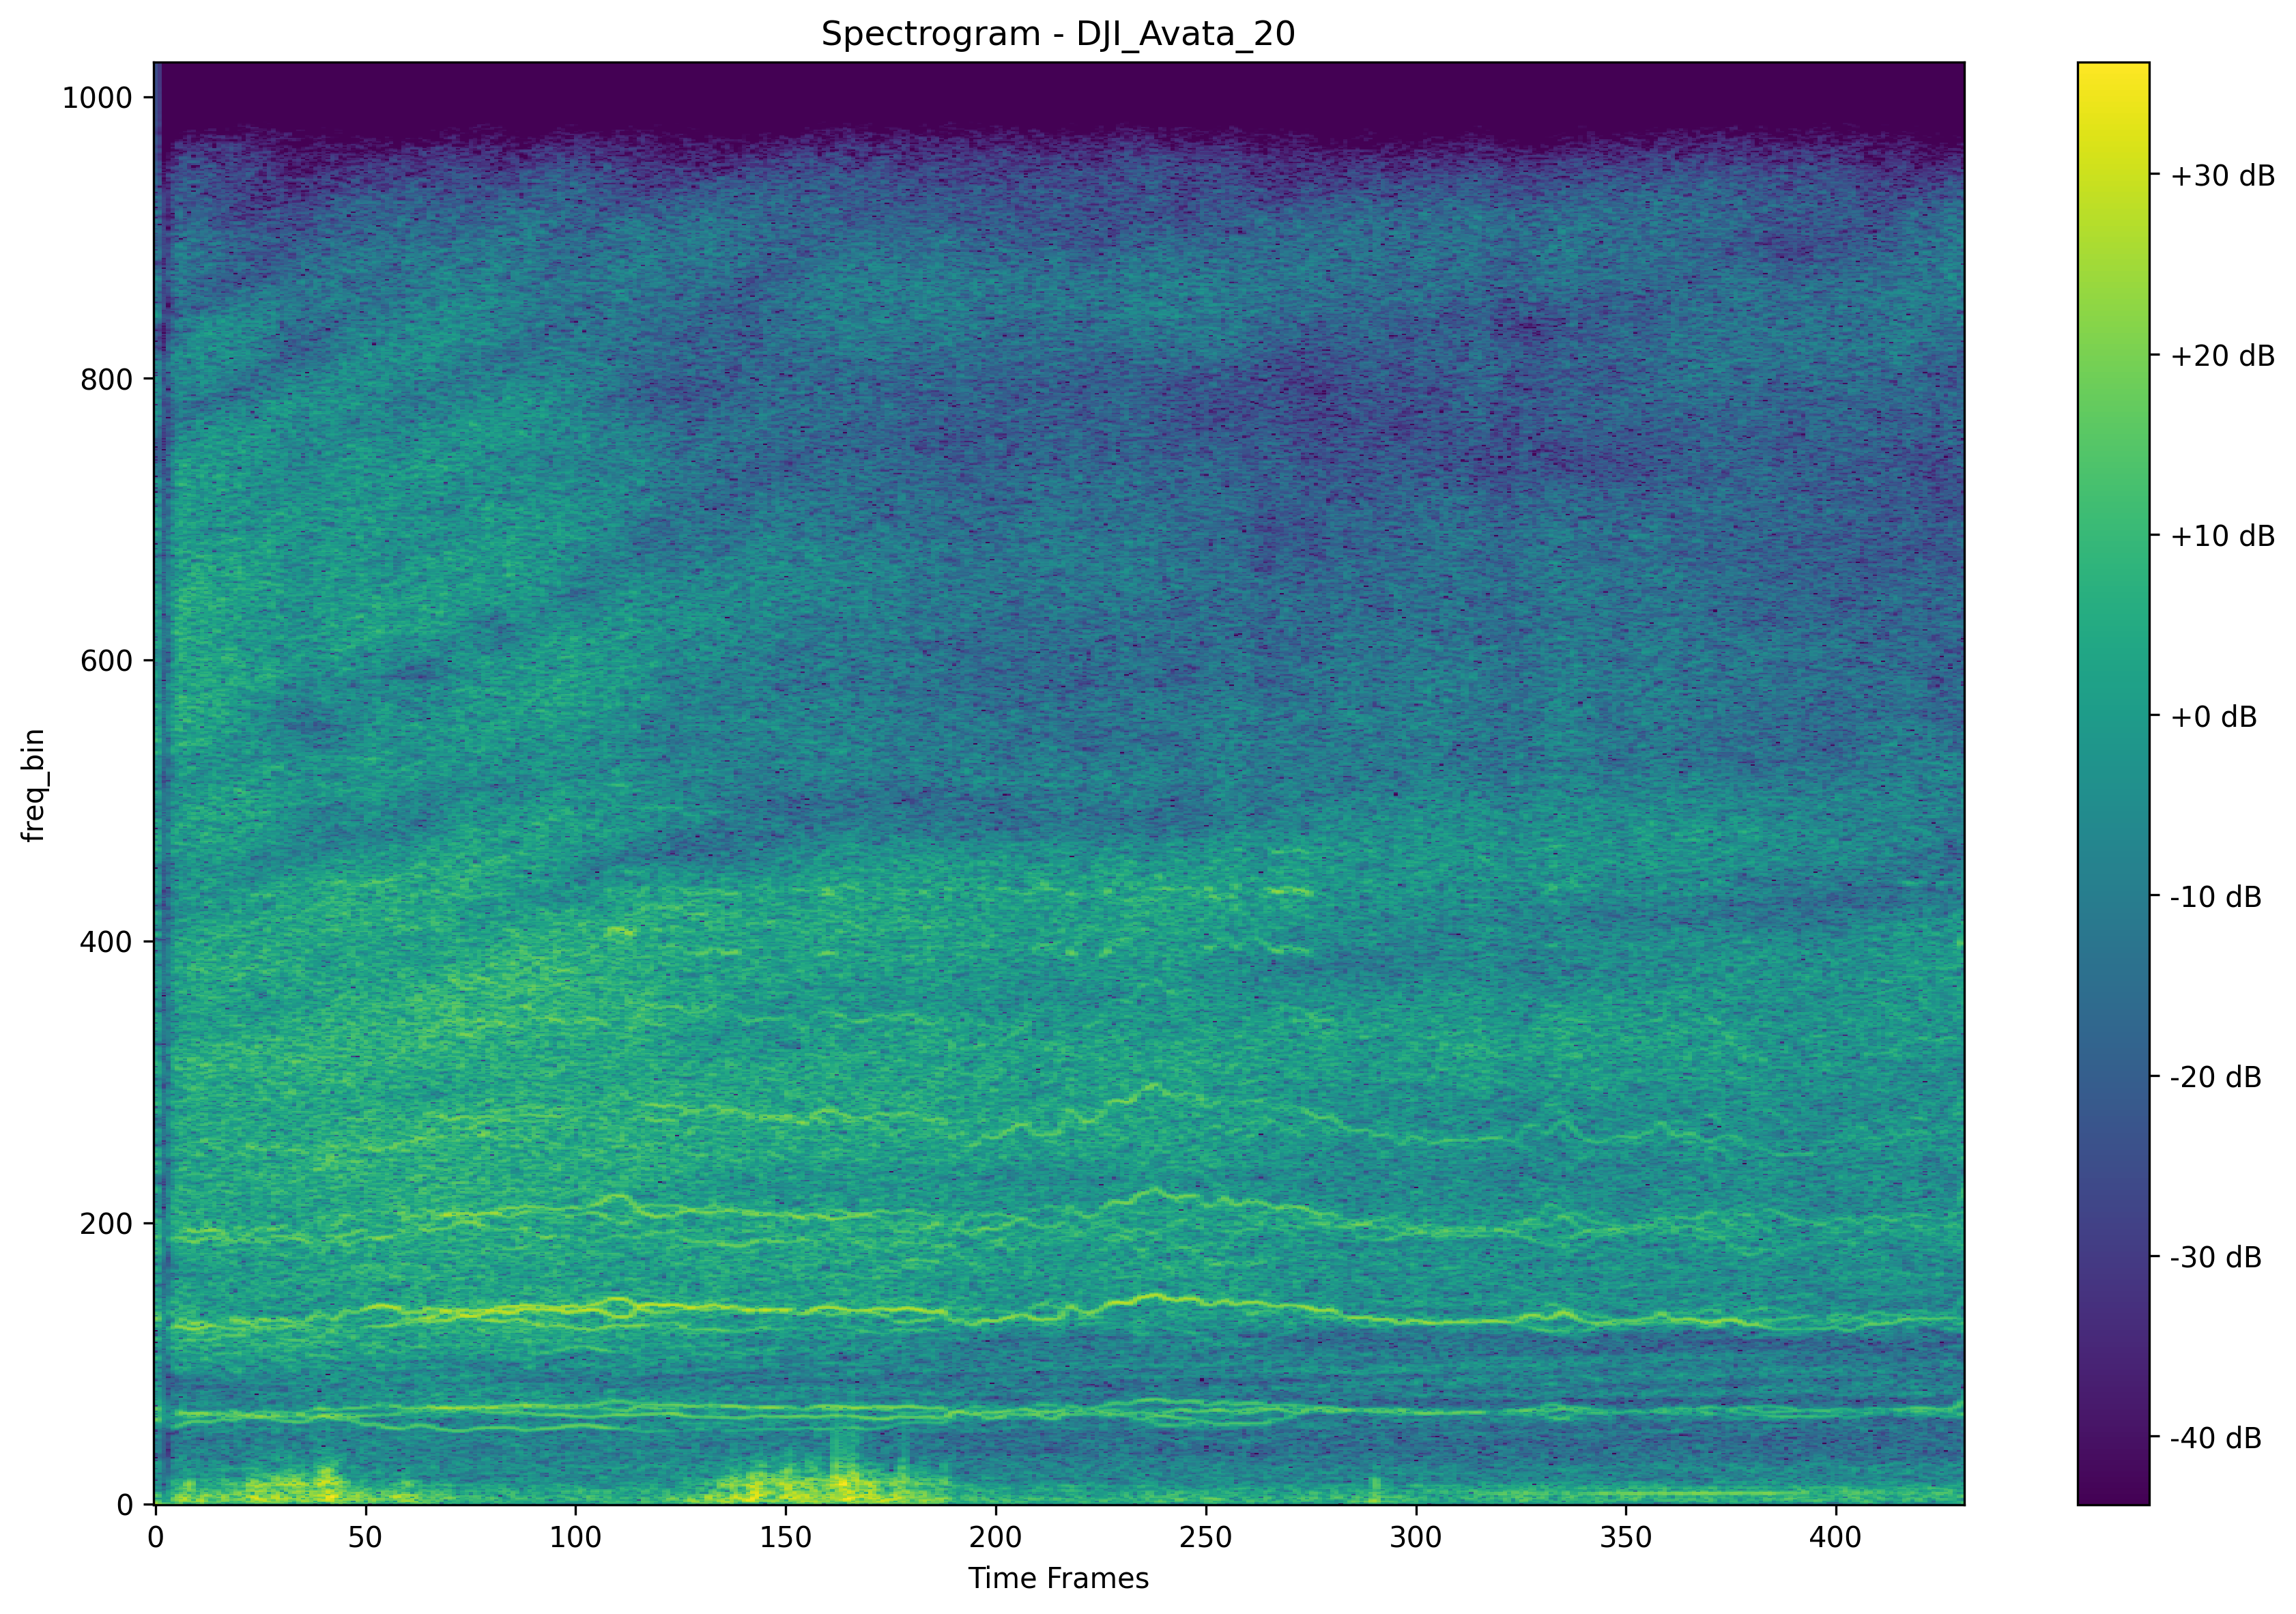 Spectrogram - DJI_Avata_20
1000
800
600
400
200
0
freq_bin
0 50 100 150 200 250 300 350 400
Time Frames
+30 dB
+20 dB
+10 dB
+0 dB
-10 dB
-20 dB
-30 dB
-40 dB